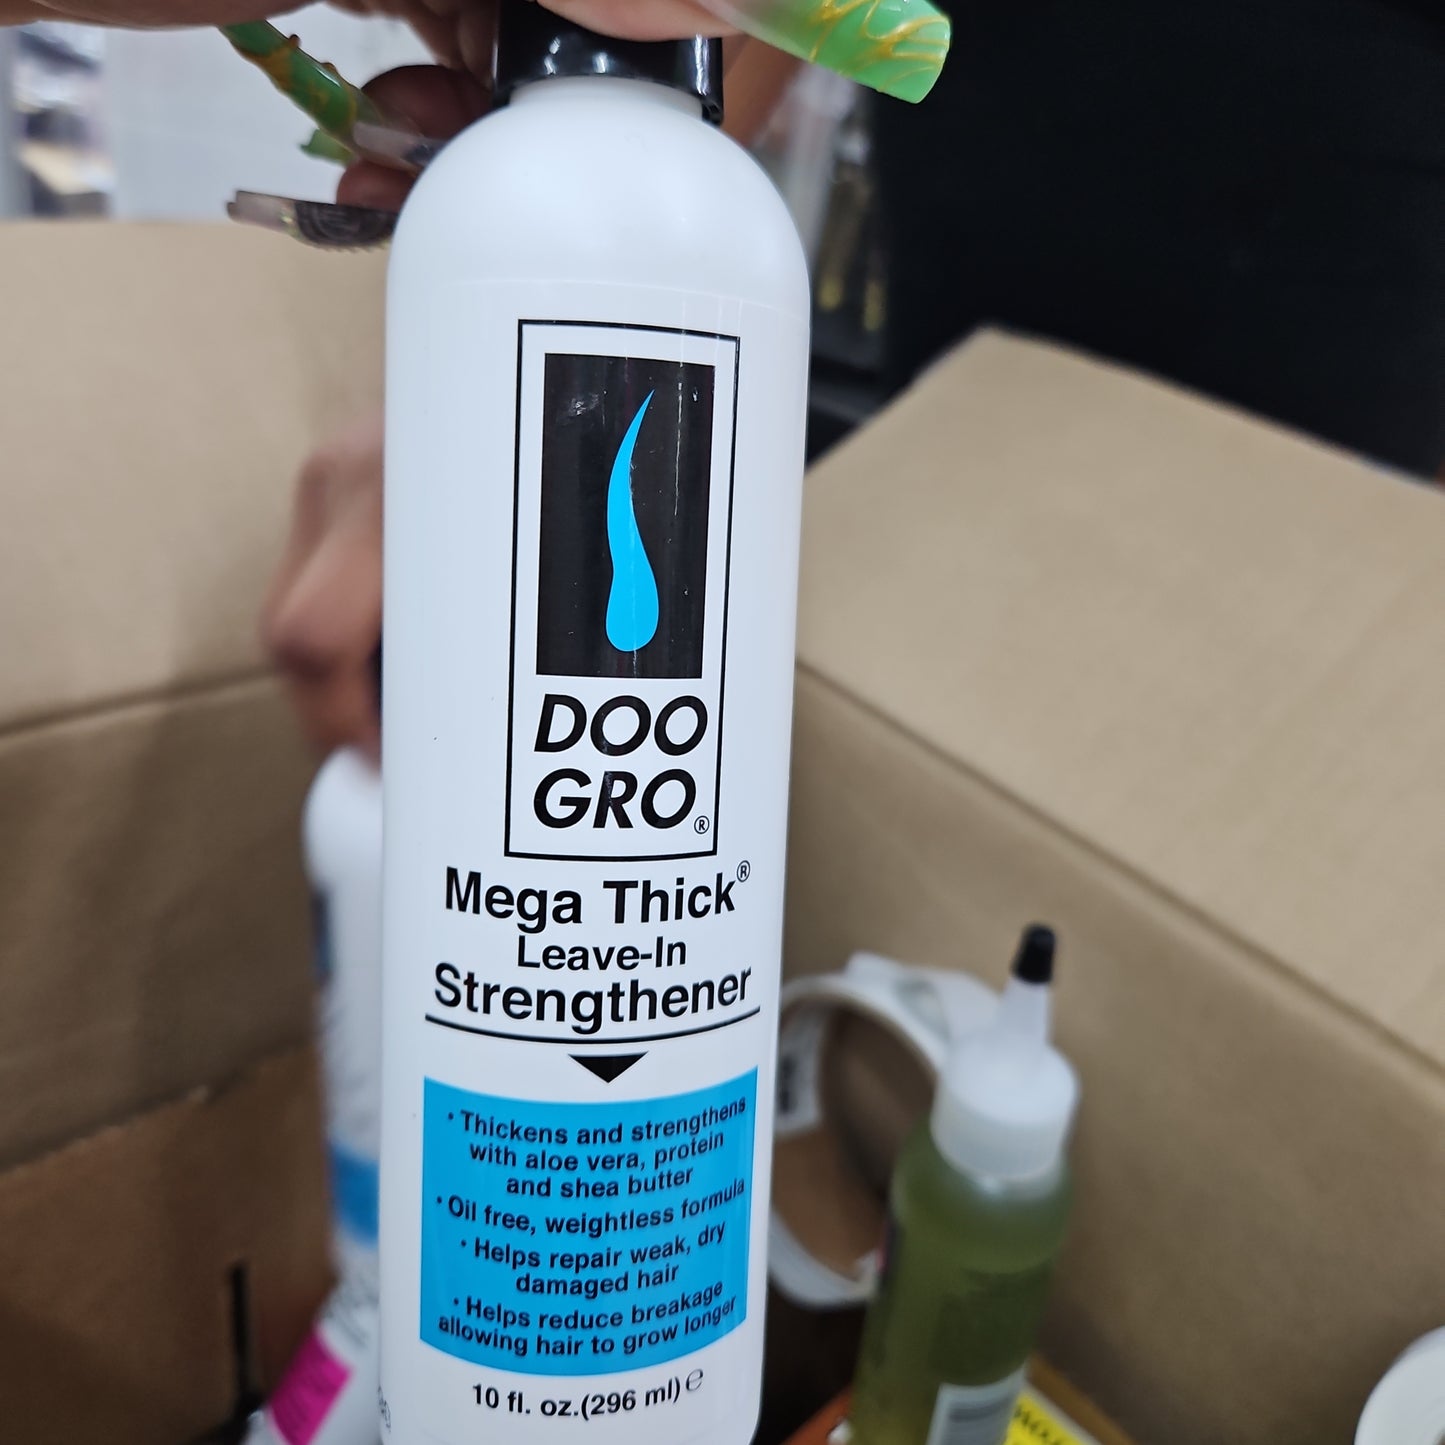 DOO
GRO®
Mega Thick®
Leave-In
Strengthener
• Thickens and strengthens
with aloe vera, protein
and shea butter
• Oil free, weightless formula
• Helps repair weak, dry
damaged hair
• Helps reduce breakage
allowing hair to grow longer
10 fl. oz.(296 ml) ℮